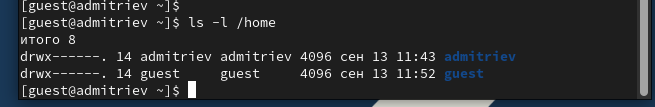 [guest@admitriev ~]$
[guest@admitriev ~]$ ls -l /home
итого 8
drwx------. 14 admitriev admitriev 4096 сен 13 11:43 admitriev
drwx------. 14 guest     guest     4096 сен 13 11:52 guest
[guest@admitriev ~]$